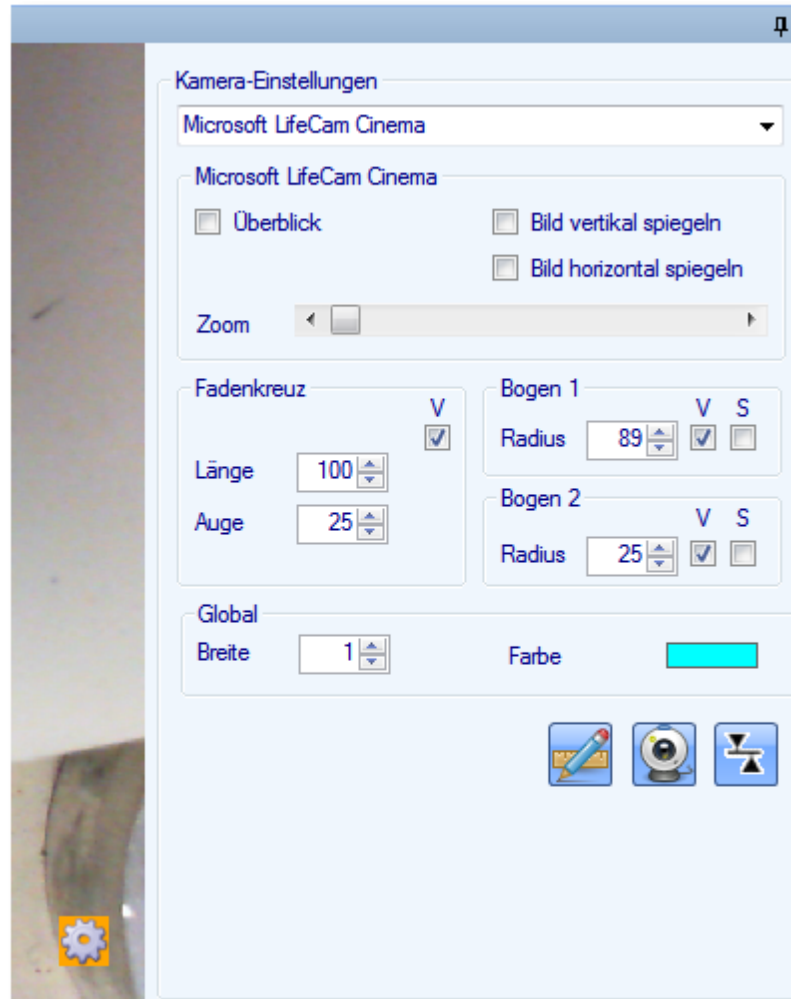 Kamera-Einstellungen
Microsoft LifeCam Cinema
Microsoft LifeCam Cinema
Überblick
Bild vertikal spiegeln
Bild horizontal spiegeln
Zoom
Fadenkreuz
V
Länge 100
Auge 25
Bogen 1
V S
Radius 89
Bogen 2
V S
Radius 25
Global
Breite 1
Farbe